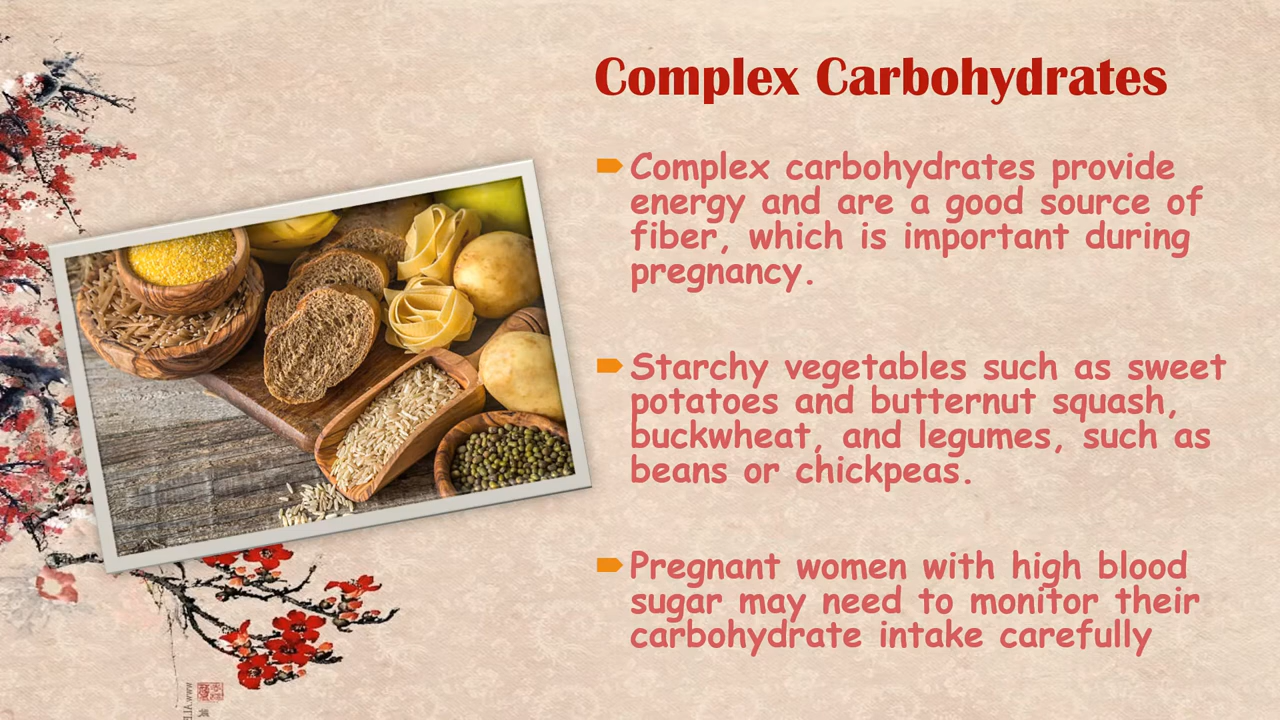 Complex Carbohydrates
Complex carbohydrates provide
energy and are a good source of
fiber, which is important during
pregnancy.
Starchy vegetables such as sweet
potatoes and butternut squash,
buckwheat, and legumes, such as
beans or chickpeas.
Pregnant women with high blood
sugar may need to monitor their
carbohydrate intake carefully